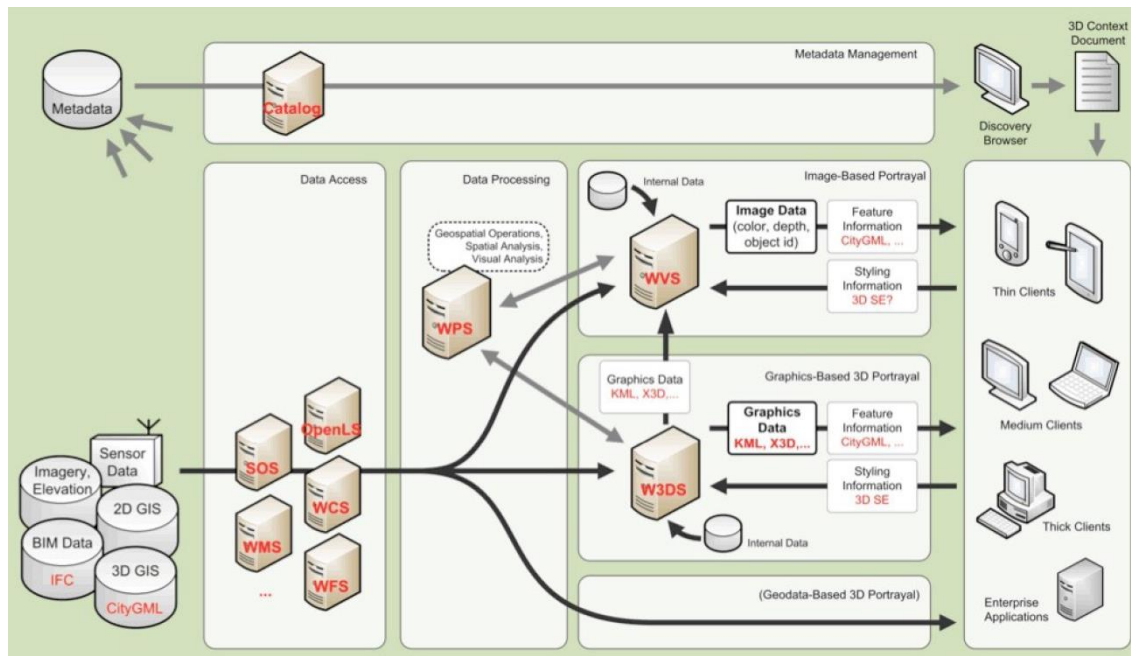 3D Context
Document
Metadata Management
Metadata
Catalog
Discovery
Browser
Data Access
Data Processing
Image-Based Portrayal
Internal Data
Geospatial Operations,
Spatial Analysis,
Visual Analysis
WPS
WVS
Image Data
(color, depth,
object id)
Feature
Information
CityGML, ...
Styling
Information
3D SE?
Thin Clients
Graphics-Based 3D Portrayal
Graphics Data
KML, X3D,...
Graphics
Data
KML, X3D,...
Feature
Information
CityGML, ...
Styling
Information
3D SE
W3DS
Internal Data
Medium Clients
Thick Clients
Sensor
Data
Imagery,
Elevation
2D GIS
BIM Data
IFC
3D GIS
CityGML
OpenLS
SOS
WCS
WMS
WFS
...
(Geodata-Based 3D Portrayal)
Enterprise
Applications